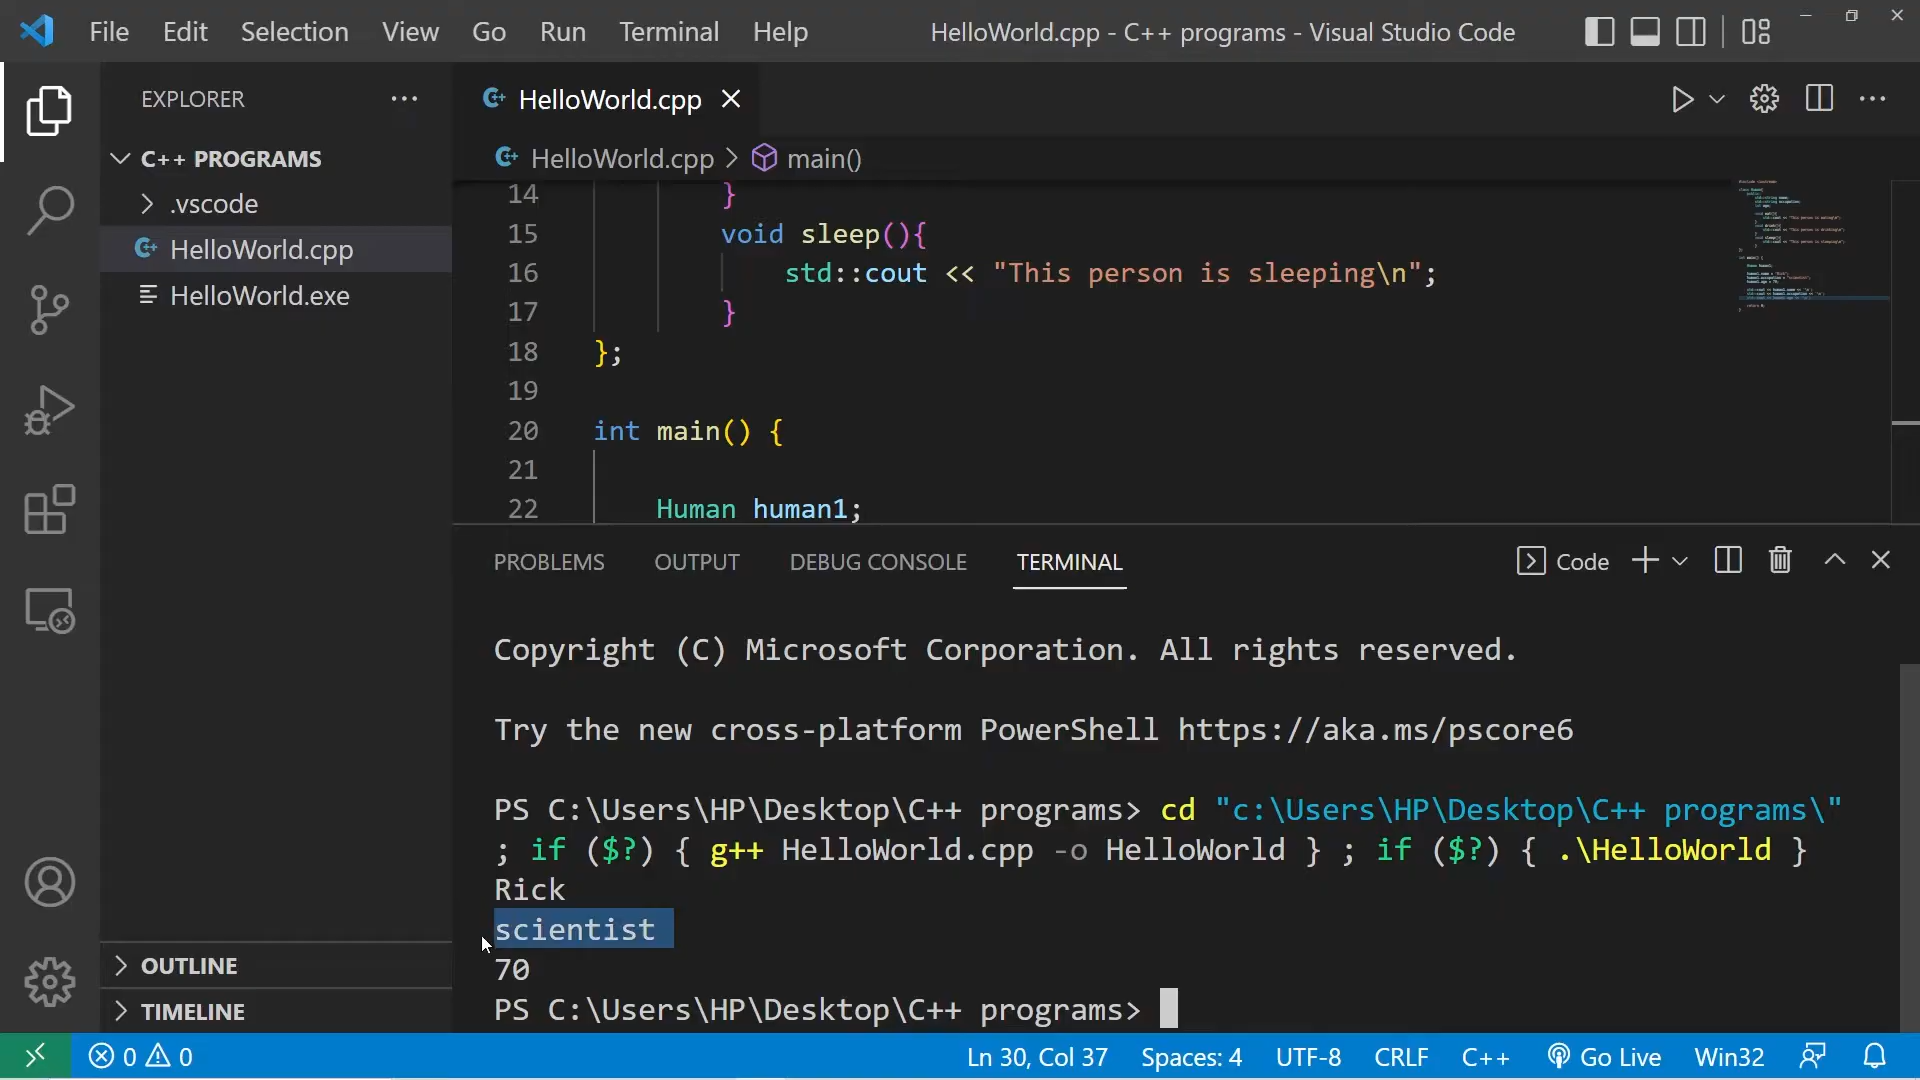 File Edit Selection View Go Run Terminal Help HelloWorld.cpp - C++ programs - Visual Studio Code
EXPLORER
C++ PROGRAMS
.vscode
HelloWorld.cpp
HelloWorld.exe
OUTLINE
TIMELINE
HelloWorld.cpp
HelloWorld.cpp > main()
14 }
15 void sleep(){
16 std::cout << "This person is sleeping\n";
17 }
18 };
19
20 int main() {
21
22 Human human1;
PROBLEMS OUTPUT DEBUG CONSOLE TERMINAL Code
Copyright (C) Microsoft Corporation. All rights reserved.
Try the new cross-platform PowerShell https://aka.ms/pscore6
PS C:\Users\HP\Desktop\C++ programs> cd "c:\Users\HP\Desktop\C++ programs\"
; if ($?) { g++ HelloWorld.cpp -o HelloWorld } ; if ($?) { .\HelloWorld }
Rick
scientist
70
PS C:\Users\HP\Desktop\C++ programs>
0 0 Ln 30, Col 37 Spaces: 4 UTF-8 CRLF C++ Go Live Win32